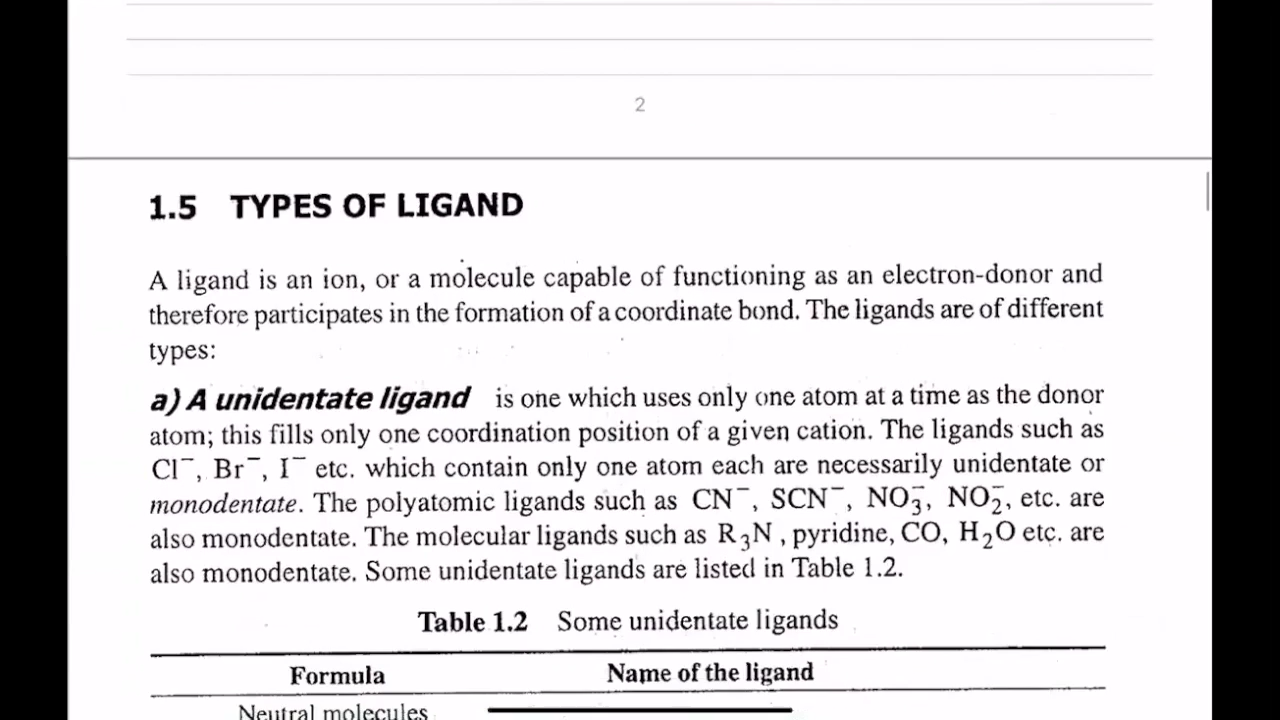 2
1.5 TYPES OF LIGAND
A ligand is an ion, or a molecule capable of functioning as an electron-donor and
therefore participates in the formation of a coordinate bond. The ligands are of different
types:
a) A unidentate ligand is one which uses only one atom at a time as the donor
atom; this fills only one coordination position of a given cation. The ligands such as
Cl⁻, Br⁻, I⁻ etc. which contain only one atom each are necessarily unidentate or
monodentate. The polyatomic ligands such as CN⁻, SCN⁻, NO₃⁻, NO₂⁻, etc. are
also monodentate. The molecular ligands such as R₃N, pyridine, CO, H₂O etc. are
also monodentate. Some unidentate ligands are listed in Table 1.2.
Table 1.2 Some unidentate ligands
Formula Name of the ligand
Neutral molecules